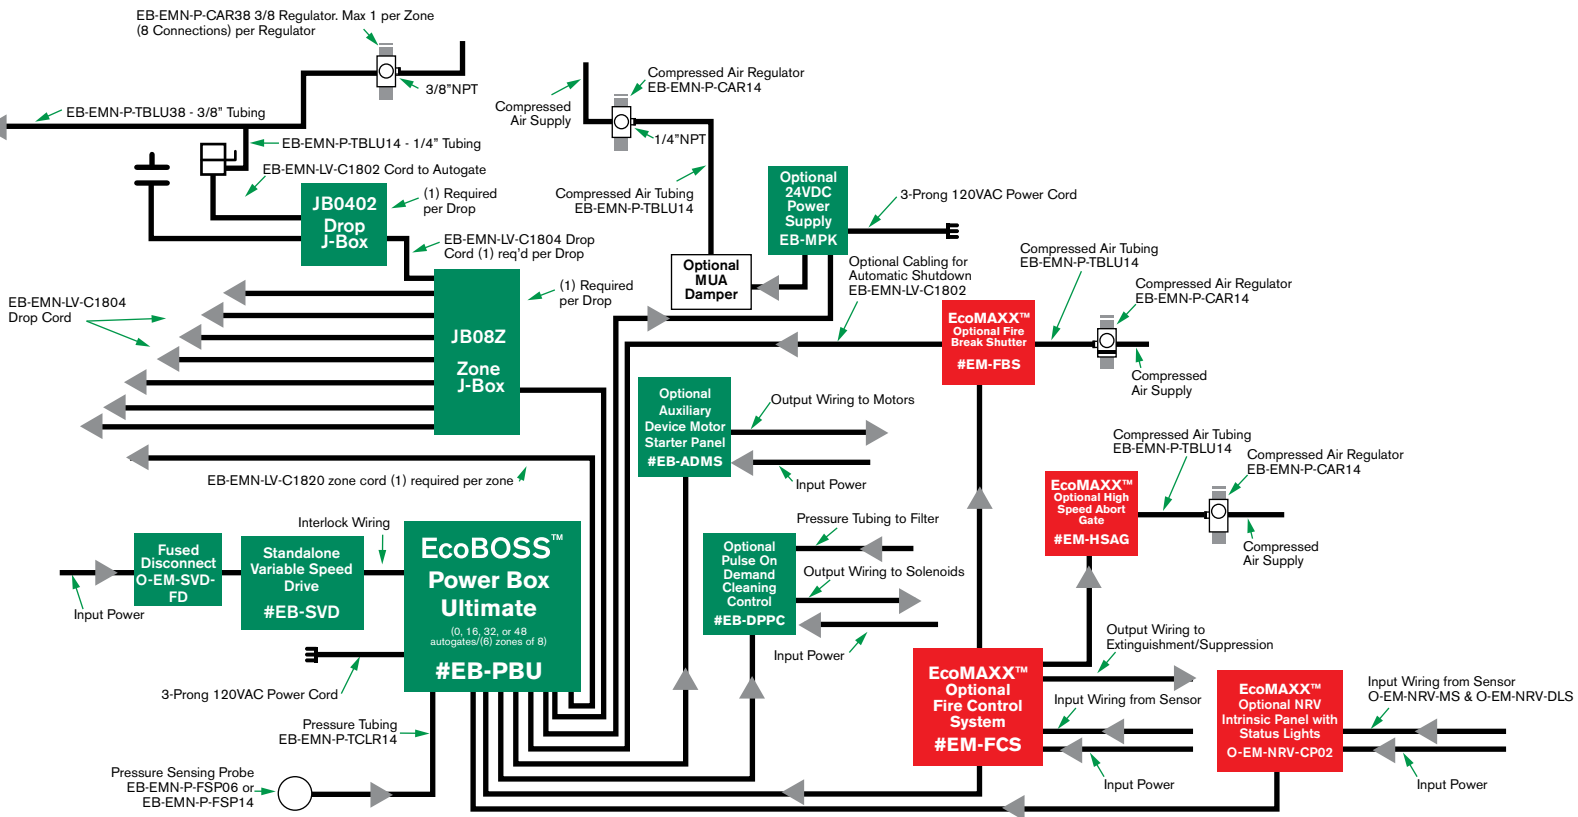 EB-EMN-P-CAR38 3/8 Regulator. Max 1 per Zone
(8 Connections) per Regulator
3/8"NPT
EB-EMN-P-TBLU38 - 3/8" Tubing
EB-EMN-P-TBLU14 - 1/4" Tubing
EB-EMN-LV-C1802 Cord to Autogate
JB0402
Drop
J-Box
(1) Required
per Drop
EB-EMN-LV-C1804 Drop
Cord (1) req'd per Drop
EB-EMN-LV-C1804
Drop Cord
JB08Z
Zone
J-Box
(1) Required
per Drop
EB-EMN-LV-C1820 zone cord (1) required per zone
Compressed
Air Supply
Compressed Air Regulator
EB-EMN-P-CAR14
1/4"NPT
Compressed Air Tubing
EB-EMN-P-TBLU14
Optional
MUA
Damper
Optional
24VDC
Power
Supply
EB-MPK
3-Prong 120VAC Power Cord
Optional Cabling for
Automatic Shutdown
EB-EMN-LV-C1802
EcoMAXX™
Optional Fire
Break Shutter
#EM-FBS
Compressed Air Tubing
EB-EMN-P-TBLU14
Compressed Air Regulator
EB-EMN-P-CAR14
Compressed
Air Supply
Optional
Auxiliary
Device Motor
Starter Panel
#EB-ADMS
Output Wiring to Motors
Input Power
EcoMAXX™
Optional High
Speed Abort
Gate
#EM-HSAG
Compressed Air Tubing
EB-EMN-P-TBLU14
Compressed Air Regulator
EB-EMN-P-CAR14
Compressed
Air Supply
Input Power
Fused
Disconnect
O-EM-SVD-
FD
Standalone
Variable Speed
Drive
#EB-SVD
Interlock Wiring
EcoBOSS™
Power Box
Ultimate
(0, 16, 32, or 48
autogates/(6) zones of 8)
#EB-PBU
3-Prong 120VAC Power Cord
Pressure Tubing
EB-EMN-P-TCLR14
Pressure Sensing Probe
EB-EMN-P-FSP06 or
EB-EMN-P-FSP14
Optional
Pulse On
Demand
Cleaning
Control
#EB-DPPC
Pressure Tubing to Filter
Output Wiring to Solenoids
Input Power
EcoMAXX™
Optional
Fire Control
System
#EM-FCS
Output Wiring to
Extinguishment/Suppression
Input Wiring from Sensor
Input Power
EcoMAXX™
Optional NRV
Intrinsic Panel with
Status Lights
O-EM-NRV-CP02
Input Wiring from Sensor
O-EM-NRV-MS & O-EM-NRV-DLS
Input Power